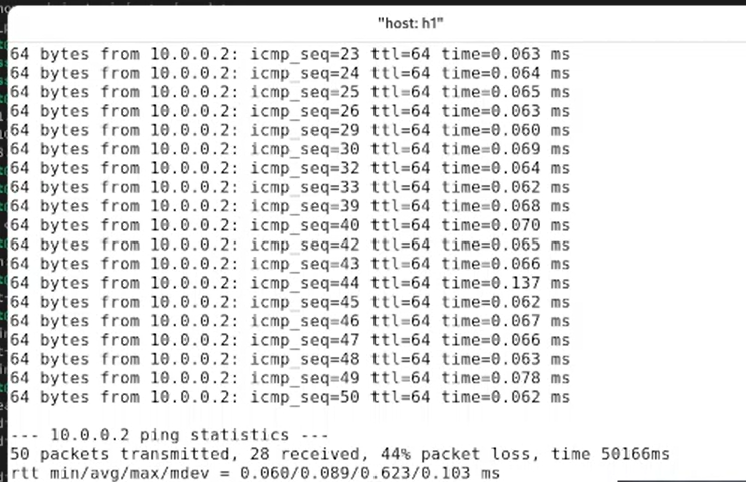 "host: h1"
64 bytes from 10.0.0.2: icmp_seq=23 ttl=64 time=0.063 ms
64 bytes from 10.0.0.2: icmp_seq=24 ttl=64 time=0.064 ms
64 bytes from 10.0.0.2: icmp_seq=25 ttl=64 time=0.065 ms
64 bytes from 10.0.0.2: icmp_seq=26 ttl=64 time=0.063 ms
64 bytes from 10.0.0.2: icmp_seq=29 ttl=64 time=0.060 ms
64 bytes from 10.0.0.2: icmp_seq=30 ttl=64 time=0.069 ms
64 bytes from 10.0.0.2: icmp_seq=32 ttl=64 time=0.064 ms
64 bytes from 10.0.0.2: icmp_seq=33 ttl=64 time=0.062 ms
64 bytes from 10.0.0.2: icmp_seq=39 ttl=64 time=0.068 ms
64 bytes from 10.0.0.2: icmp_seq=40 ttl=64 time=0.070 ms
64 bytes from 10.0.0.2: icmp_seq=42 ttl=64 time=0.065 ms
64 bytes from 10.0.0.2: icmp_seq=43 ttl=64 time=0.066 ms
64 bytes from 10.0.0.2: icmp_seq=44 ttl=64 time=0.137 ms
64 bytes from 10.0.0.2: icmp_seq=45 ttl=64 time=0.062 ms
64 bytes from 10.0.0.2: icmp_seq=46 ttl=64 time=0.067 ms
64 bytes from 10.0.0.2: icmp_seq=47 ttl=64 time=0.066 ms
64 bytes from 10.0.0.2: icmp_seq=48 ttl=64 time=0.063 ms
64 bytes from 10.0.0.2: icmp_seq=49 ttl=64 time=0.078 ms
64 bytes from 10.0.0.2: icmp_seq=50 ttl=64 time=0.062 ms
--- 10.0.0.2 ping statistics ---
50 packets transmitted, 28 received, 44% packet loss, time 50166ms
rtt min/avg/max/mdev = 0.060/0.089/0.623/0.103 ms